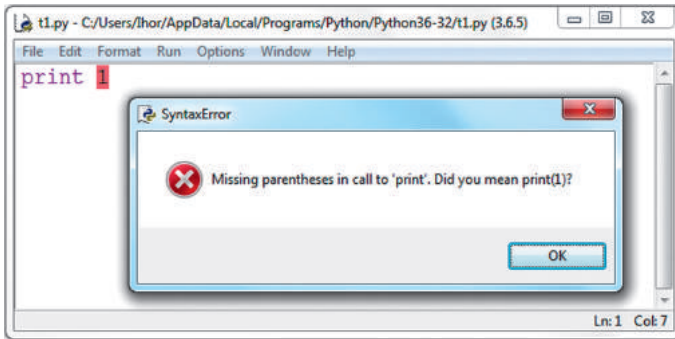 t1.py - C:/Users/Ihor/AppData/Local/Programs/Python/Python36-32/t1.py (3.6.5)
File Edit Format Run Options Window Help
print 1
SyntaxError
Missing parentheses in call to 'print'. Did you mean print(1)?
OK
Ln: 1 Col: 7